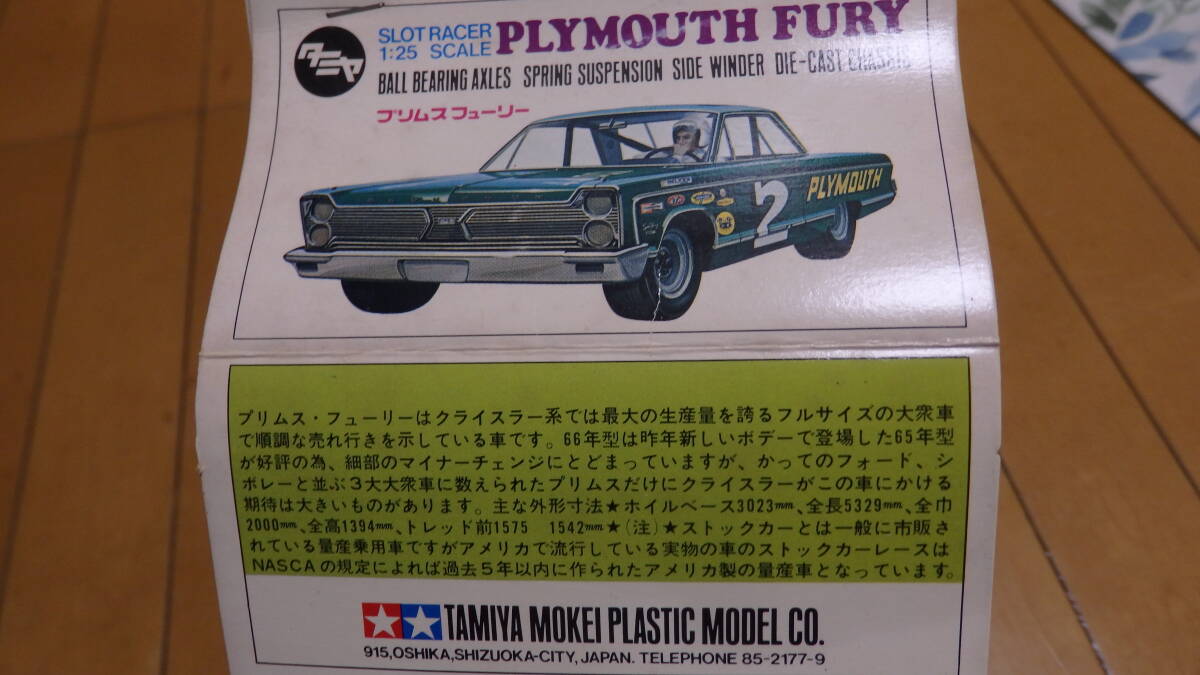 SLOT RACER
1:25 SCALE
PLYMOUTH FURY
タミヤ
BALL BEARING AXLES SPRING SUSPENSION SIDE WINDER DIE-CAST CHASSIS
プリムスフューリー
2
PLYMOUTH
プリムス・フューリーはクライスラー系では最大の生産量を誇るフルサイズの大衆車
で順調な売れ行きを示している車です。66年型は昨年新しいボデーで登場した65年型
が好評の為、細部のマイナーチェンジにとどまっていますが、かってのフォード、シ
ボレーと並ぶ3大大衆車に数えられたプリムスだけにクライスラーがこの車にかける
期待は大きいものがあります。主な外形寸法★ホイルベース3023mm、全長5329mm、全巾
2000mm、全高1394mm、トレッド前1575 1542mm★(注)★ストックカーとは一般に市販さ
れている量産乗用車ですがアメリカで流行している実物の車のストックカーレースは
NASCAの規定によれば過去5年以内に作られたアメリカ製の量産車となっています。
TAMIYA MOKEI PLASTIC MODEL CO.
915,OSHIKA,SHIZUOKA-CITY,JAPAN. TELEPHONE 85-2177-9